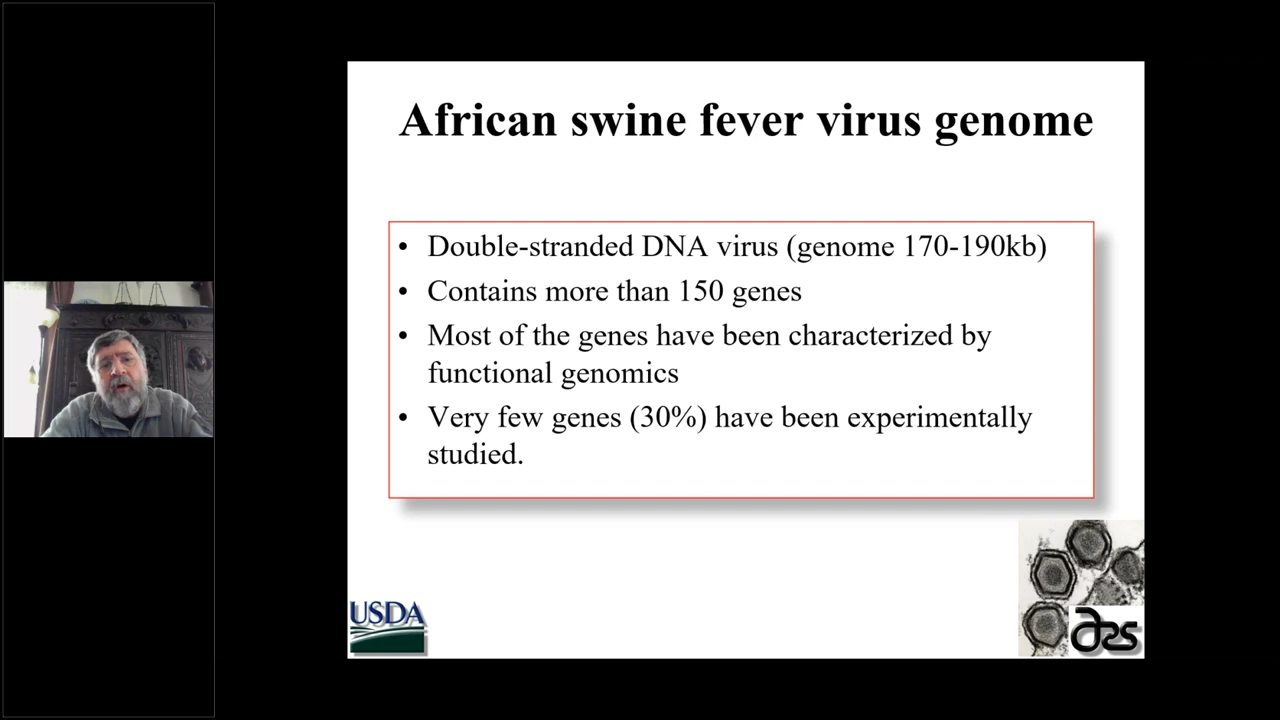 African swine fever virus genome
• Double-stranded DNA virus (genome 170-190kb)
• Contains more than 150 genes
• Most of the genes have been characterized by
functional genomics
• Very few genes (30%) have been experimentally
studied.
USDA
ars